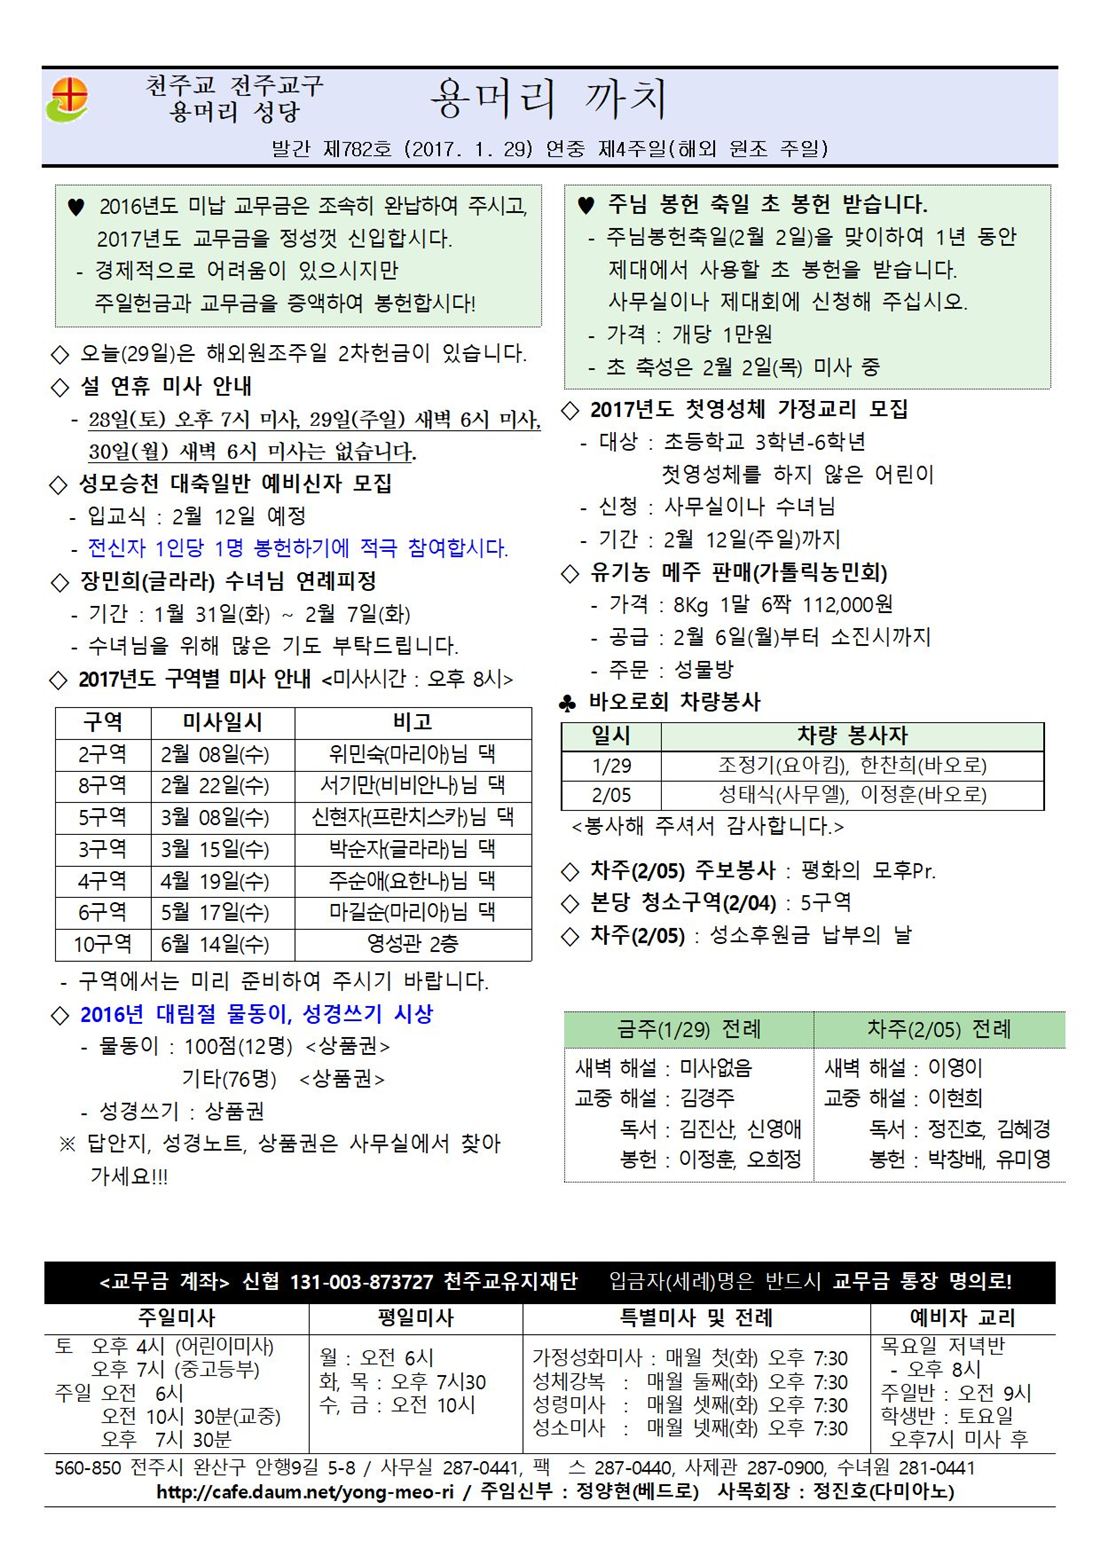 천주교 전주교구
용머리 성당
용머리 까치
발간 제782호 (2017. 1. 29) 연중 제4주일(해외 원조 주일)
♥ 2016년도 미납 교무금은 조속히 완납하여 주시고,
2017년도 교무금을 정성껏 신입합시다.
- 경제적으로 어려움이 있으시지만
주일헌금과 교무금을 증액하여 봉헌합시다!
◇ 오늘(29일)은 해외원조주일 2차헌금이 있습니다.
◇ 설 연휴 미사 안내
- 28일(토) 오후 7시 미사, 29일(주일) 새벽 6시 미사,
30일(월) 새벽 6시 미사는 없습니다.
◇ 성모승천 대축일반 예비신자 모집
- 입교식 : 2월 12일 예정
- 전신자 1인당 1명 봉헌하기에 적극 참여합시다.
◇ 장민희(글라라) 수녀님 연례피정
- 기간 : 1월 31일(화) ~ 2월 7일(화)
- 수녀님을 위해 많은 기도 부탁드립니다.
◇ 2017년도 구역별 미사 안내 <미사시간 : 오후 8시>
구역 미사일시 비고
2구역 2월 08일(수) 위민숙(마리아)님 댁
8구역 2월 22일(수) 서기만(비비안나)님 댁
5구역 3월 08일(수) 신현자(프란치스카)님 댁
3구역 3월 15일(수) 박순자(글라라)님 댁
4구역 4월 19일(수) 주순애(요한나)님 댁
6구역 5월 17일(수) 마길순(마리아)님 댁
10구역 6월 14일(수) 영성관 2층
- 구역에서는 미리 준비하여 주시기 바랍니다.
◇ 2016년 대림절 물동이, 성경쓰기 시상
- 물동이 : 100점(12명) <상품권>
기타(76명) <상품권>
- 성경쓰기 : 상품권
※ 답안지, 성경노트, 상품권은 사무실에서 찾아
가세요!!!
♥ 주님 봉헌 축일 초 봉헌 받습니다.
- 주님봉헌축일(2월 2일)을 맞이하여 1년 동안
제대에서 사용할 초 봉헌을 받습니다.
사무실이나 제대회에 신청해 주십시오.
- 가격 : 개당 1만원
- 초 축성은 2월 2일(목) 미사 중
◇ 2017년도 첫영성체 가정교리 모집
- 대상 : 초등학교 3학년-6학년
첫영성체를 하지 않은 어린이
- 신청 : 사무실이나 수녀님
- 기간 : 2월 12일(주일)까지
◇ 유기농 메주 판매(가톨릭농민회)
- 가격 : 8Kg 1말 6짝 112,000원
- 공급 : 2월 6일(월)부터 소진시까지
- 주문 : 성물방
♣ 바오로회 차량봉사
일시 차량 봉사자
1/29 조정기(요아킴), 한찬희(바오로)
2/05 성태식(사무엘), 이정훈(바오로)
<봉사해 주셔서 감사합니다.>
◇ 차주(2/05) 주보봉사 : 평화의 모후Pr.
◇ 본당 청소구역(2/04) : 5구역
◇ 차주(2/05) : 성소후원금 납부의 날
금주(1/29) 전례 차주(2/05) 전례
새벽 해설 : 미사없음 새벽 해설 : 이영이
교중 해설 : 김경주 교중 해설 : 이현희
독서 : 김진산, 신영애 독서 : 정진호, 김혜경
봉헌 : 이정훈, 오희정 봉헌 : 박창배, 유미영
<교무금 계좌> 신협 131-003-873727 천주교유지재단 입금자(세례)명은 반드시 교무금 통장 명의로!
주일미사 평일미사 특별미사 및 전례 예비자 교리
토 오후 4시 (어린이미사)
오후 7시 (중고등부)
주일 오전 6시
오전 10시 30분(교중)
오후 7시 30분
월 : 오전 6시
화, 목 : 오후 7시30
수, 금 : 오전 10시
가정성화미사 : 매월 첫(화) 오후 7:30
성체강복 : 매월 둘째(화) 오후 7:30
성령미사 : 매월 셋째(화) 오후 7:30
성소미사 : 매월 넷째(화) 오후 7:30
목요일 저녁반
- 오후 8시
주일반 : 오전 9시
학생반 : 토요일
오후7시 미사 후
560-850 전주시 완산구 안행9길 5-8 / 사무실 287-0441, 팩 스 287-0440, 사제관 287-0900, 수녀원 281-0441
http://cafe.daum.net/yong-meo-ri / 주임신부 : 정양현(베드로) 사목회장 : 정진호(다미아노)